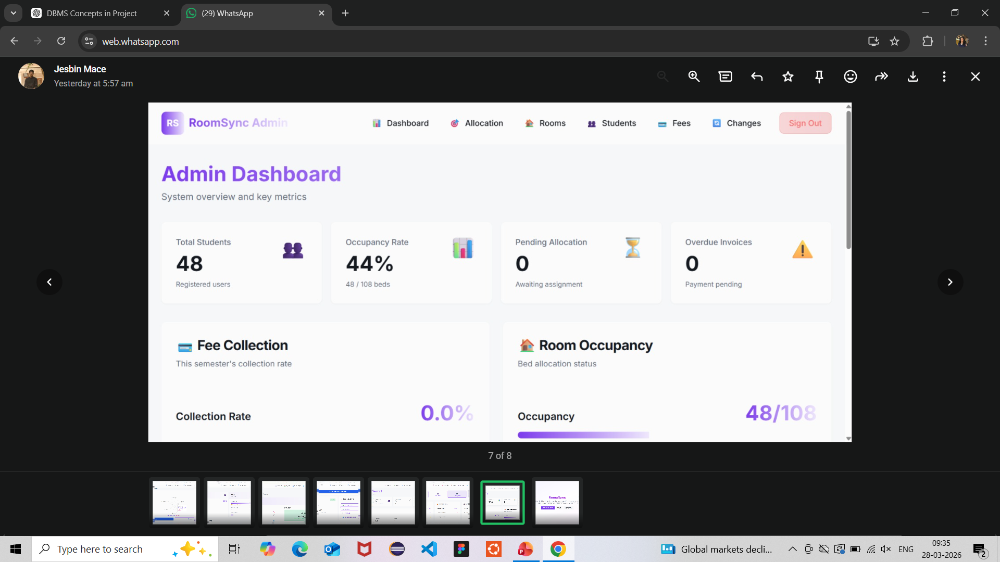 DBMS Concepts in Project
(29) WhatsApp
web.whatsapp.com
Jesbin Mace
Yesterday at 5:57 am
RS RoomSync Admin
Dashboard
Allocation
Rooms
Students
Fees
Changes
Sign Out
Admin Dashboard
System overview and key metrics
Total Students
48
Registered users
Occupancy Rate
44%
48 / 108 beds
Pending Allocation
0
Awaiting assignment
Overdue Invoices
0
Payment pending
Fee Collection
This semester's collection rate
Collection Rate
0.0%
Room Occupancy
Bed allocation status
Occupancy
48/108
7 of 8
RoomSync
Type here to search
Global markets decli...
ENG
09:35
28-03-2026
2